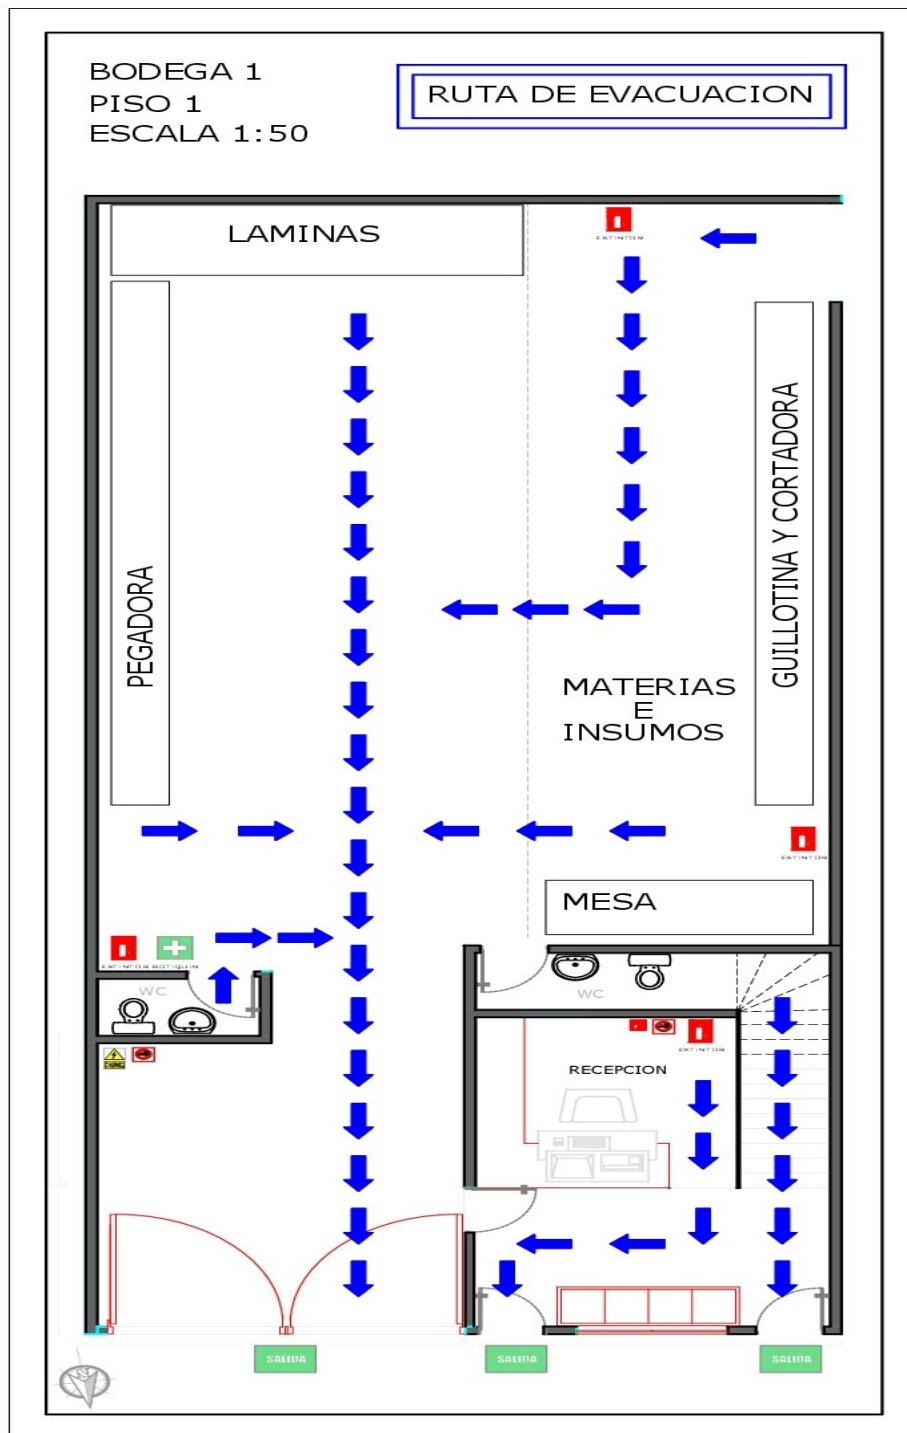 BODEGA 1
PISO 1
ESCALA 1:50
RUTA DE EVACUACION
LAMINAS
EXTINTOR
PEGADORA
GUILLOTINA Y CORTADORA
MATERIAS
E
INSUMOS
EXTINTOR
MESA
EXTINTOR BOTIQUIN
WC
WC
EXTINTOR
RECEPCION
SALIDA
SALIDA
SALIDA